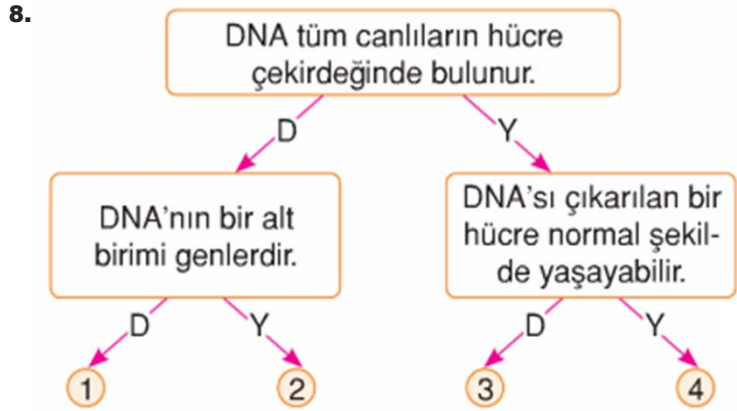 8.
DNA tüm canlıların hücre
çekirdeğinde bulunur.
D
Y
DNA'nın bir alt
birimi genlerdir.
DNA'sı çıkarılan bir
hücre normal şekil-
de yaşayabilir.
D
Y
D
Y
1
2
3
4